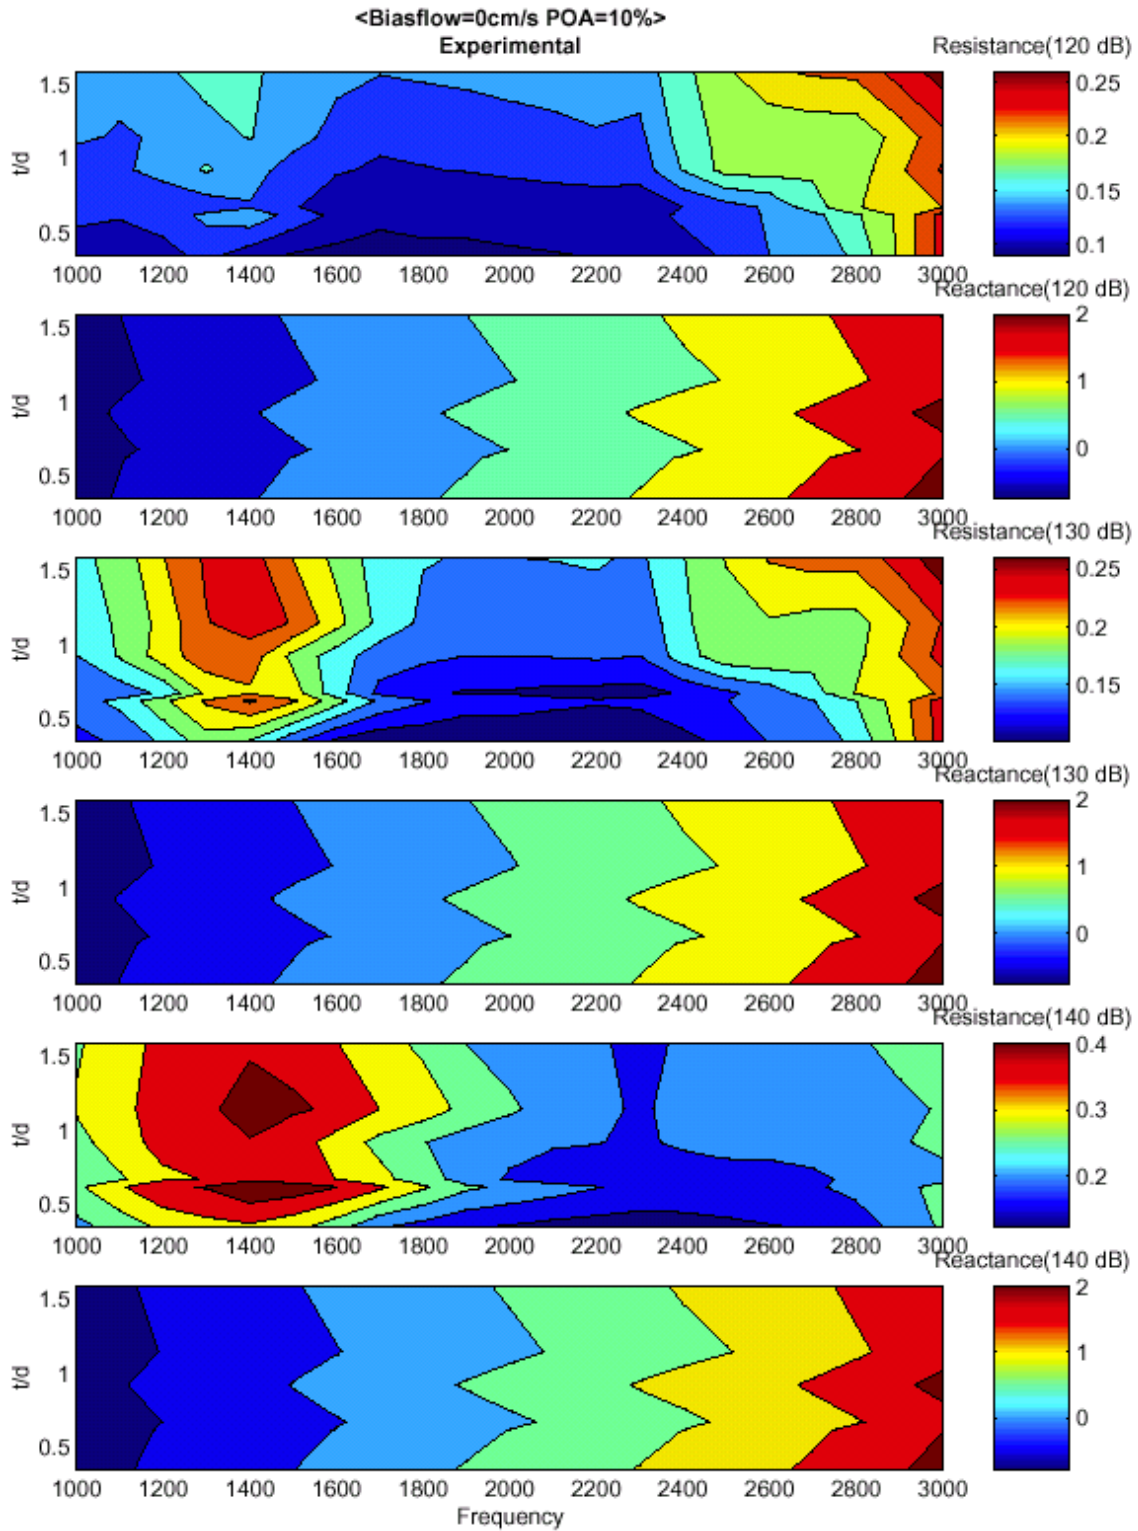 <Biasflow=0cm/s POA=10%>
Experimental
Resistance(120 dB)
1.5
1
0.5
t/d
1000 1200 1400 1600 1800 2000 2200 2400 2600 2800 3000
0.25
0.2
0.15
0.1
Reactance(120 dB)
1.5
1
0.5
t/d
1000 1200 1400 1600 1800 2000 2200 2400 2600 2800 3000
2
1
0
Resistance(130 dB)
1.5
1
0.5
t/d
1000 1200 1400 1600 1800 2000 2200 2400 2600 2800 3000
0.25
0.2
0.15
Reactance(130 dB)
1.5
1
0.5
t/d
1000 1200 1400 1600 1800 2000 2200 2400 2600 2800 3000
2
1
0
Resistance(140 dB)
1.5
1
0.5
t/d
1000 1200 1400 1600 1800 2000 2200 2400 2600 2800 3000
0.4
0.3
0.2
Reactance(140 dB)
1.5
1
0.5
t/d
1000 1200 1400 1600 1800 2000 2200 2400 2600 2800 3000
2
1
0
Frequency